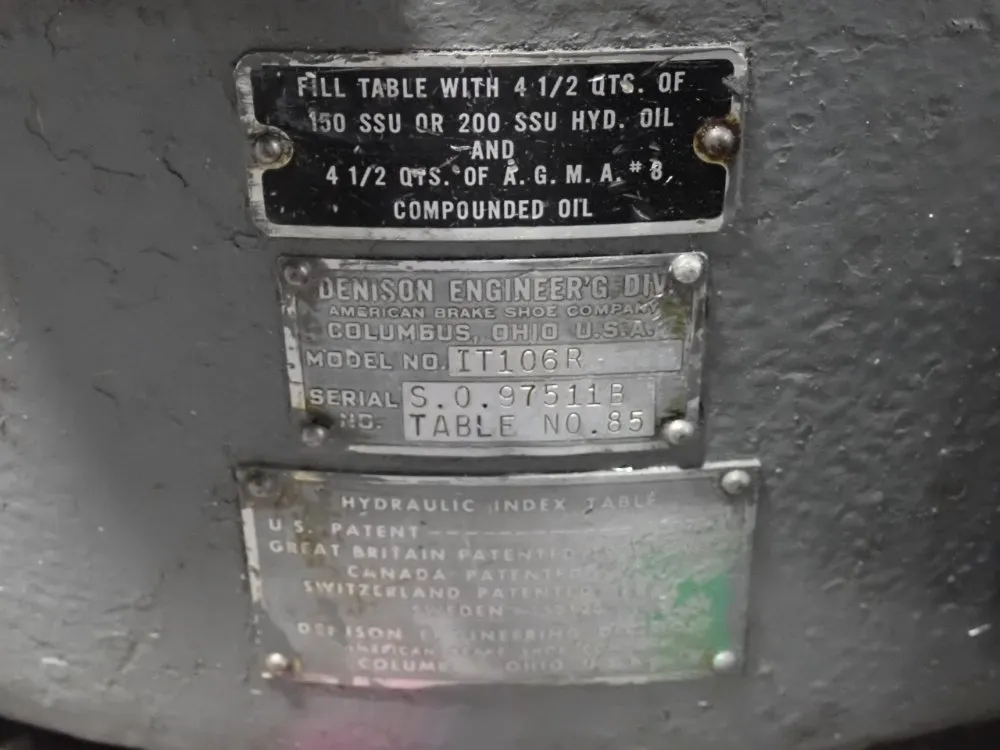 FILL TABLE WITH 4 1/2 QTS. OF
150 SSU OR 200 SSU HYD. OIL
AND
4 1/2 QTS. OF A. G. M. A. # 8
COMPOUNDED OIL
DENISON ENGINEER'G DIV.
AMERICAN BRAKE SHOE COMPANY
COLUMBUS, OHIO U.S.A.
MODEL NO. IT106R
SERIAL S.O.97511B
NO. TABLE NO.85
HYDRAULIC INDEX TABLE
U.S. PATENT
GREAT BRITAIN PATENTED
CANADA PATENTED
SWITZERLAND PATENTED
SWEDEN
DENISON ENGINEERING
AMERICAN BRAKE SHOE
OHIO